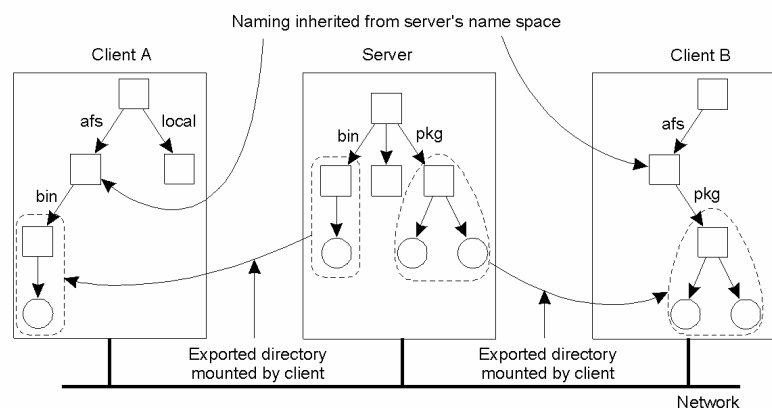 Naming inherited from server's name space
Client A
Server
Client B
afs
local
bin
pkg
afs
bin
pkg
Exported directory
mounted by client
Exported directory
mounted by client
Network